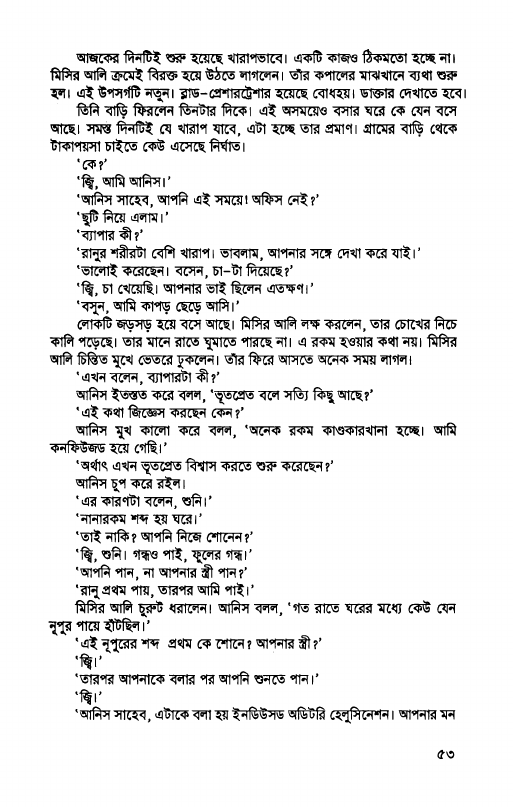 আজকের দিনটিই শুরু হয়েছে খারাপভাবে। একটি কাজও ঠিকমতো হচ্ছে না।
মিসির আলি ক্রমেই বিরক্ত হয়ে উঠতে লাগলেন। তাঁর কপালের মাঝখানে ব্যথা শুরু
হল। এই উপসর্গটি নতুন। ব্লাড-প্রেশারট্রেশার হয়েছে বোধহয়। ডাক্তার দেখাতে হবে।
তিনি বাড়ি ফিরলেন তিনটার দিকে। এই অসময়েও বসার ঘরে কে যেন বসে
আছে। সমস্ত দিনটিই যে খারাপ যাবে, এটা হচ্ছে তার প্রমাণ। গ্রামের বাড়ি থেকে
টাকাপয়সা চাইতে কেউ এসেছে নির্ঘাত।
‘কে?’
‘জ্বি, আমি আনিস।’
‘আনিস সাহেব, আপনি এই সময়ে! অফিস নেই?’
‘ছুটি নিয়ে এলাম।’
‘ব্যাপার কী?’
‘রানুর শরীরটা বেশি খারাপ। ভাবলাম, আপনার সঙ্গে দেখা করে যাই।’
‘ভালোই করেছেন। বসেন, চা-টা দিয়েছে?’
‘জ্বি, চা খেয়েছি। আপনার ভাই ছিলেন এতক্ষণ।’
‘বসুন, আমি কাপড় ছেড়ে আসি।’
লোকটি জড়সড় হয়ে বসে আছে। মিসির আলি লক্ষ করলেন, তার চোখের নিচে
কালি পড়েছে। তার মানে রাতে ঘুমাতে পারছে না। এ রকম হওয়ার কথা নয়। মিসির
আলি চিন্তিত মুখে ভেতরে ঢুকলেন। তাঁর ফিরে আসতে অনেক সময় লাগল।
‘এখন বলেন, ব্যাপারটা কী?’
আনিস ইতস্তত করে বলল, ‘ভূতপ্রেত বলে সত্যি কিছু আছে?’
‘এই কথা জিজ্ঞেস করছেন কেন?’
আনিস মুখ কালো করে বলল, ‘অনেক রকম কাণ্ডকারখানা হচ্ছে। আমি
কনফিউজড হয়ে গেছি।’
‘অর্থাৎ এখন ভূতপ্রেত বিশ্বাস করতে শুরু করেছেন?’
আনিস চুপ করে রইল।
‘এর কারণটা বলেন, শুনি।’
‘নানারকম শব্দ হয় ঘরে।’
‘তাই নাকি? আপনি নিজে শোনেন?’
‘জ্বি, শুনি। গন্ধও পাই, ফুলের গন্ধ।’
‘আপনি পান, না আপনার স্ত্রী পান?’
‘রানু প্রথম পায়, তারপর আমি পাই।’
মিসির আলি চুরুট ধরালেন। আনিস বলল, ‘গত রাতে ঘরের মধ্যে কেউ যেন
নূপুর পায়ে হাঁটছিল।’
‘এই নূপুরের শব্দ প্রথম কে শোনে? আপনার স্ত্রী?’
‘জ্বি।’
‘তারপর আপনাকে বলার পর আপনি শুনতে পান।’
‘জ্বি।’
‘আনিস সাহেব, এটাকে বলা হয় ইনডিউসড অডিটরি হেলুসিনেশন। আপনার মন
৫৩